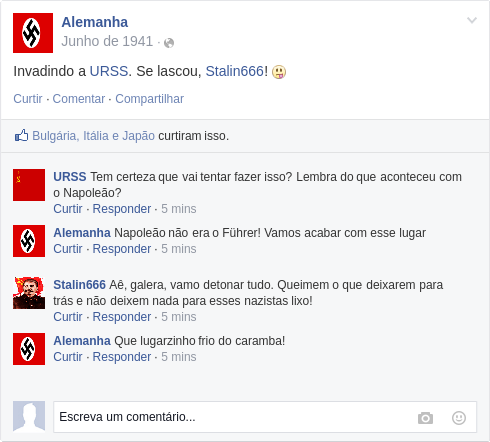 Alemanha
Junho de 1941 ·
Invadindo a URSS. Se lascou, Stalin666!
Curtir · Comentar · Compartilhar
Bulgária, Itália e Japão curtiram isso.
URSS Tem certeza que vai tentar fazer isso? Lembra do que aconteceu com
o Napoleão?
Curtir · Responder · 5 mins
Alemanha Napoleão não era o Führer! Vamos acabar com esse lugar
Curtir · Responder · 5 mins
Stalin666 Aê, galera, vamo detonar tudo. Queimem o que deixarem para
trás e não deixem nada para esses nazistas lixo!
Curtir · Responder · 5 mins
Alemanha Que lugarzinho frio do caramba!
Curtir · Responder · 5 mins
Escreva um comentário...